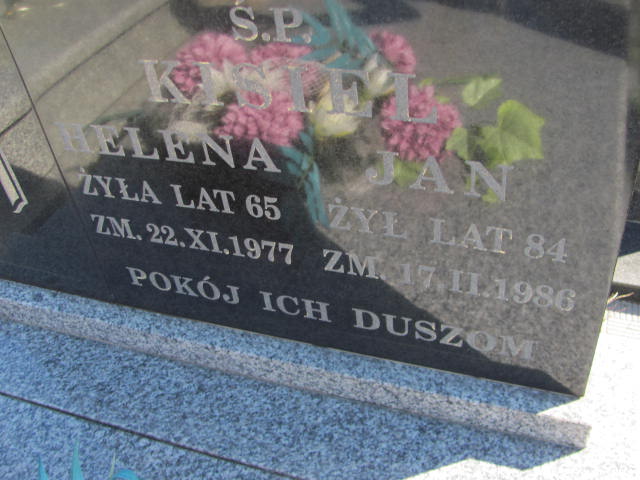 Ś.P.
KISIEL
HELENA JAN
ŻYŁA LAT 65 ŻYŁ LAT 84
ZM. 22.XI.1977 ZM. 17.II.1986
POKÓJ ICH DUSZOM